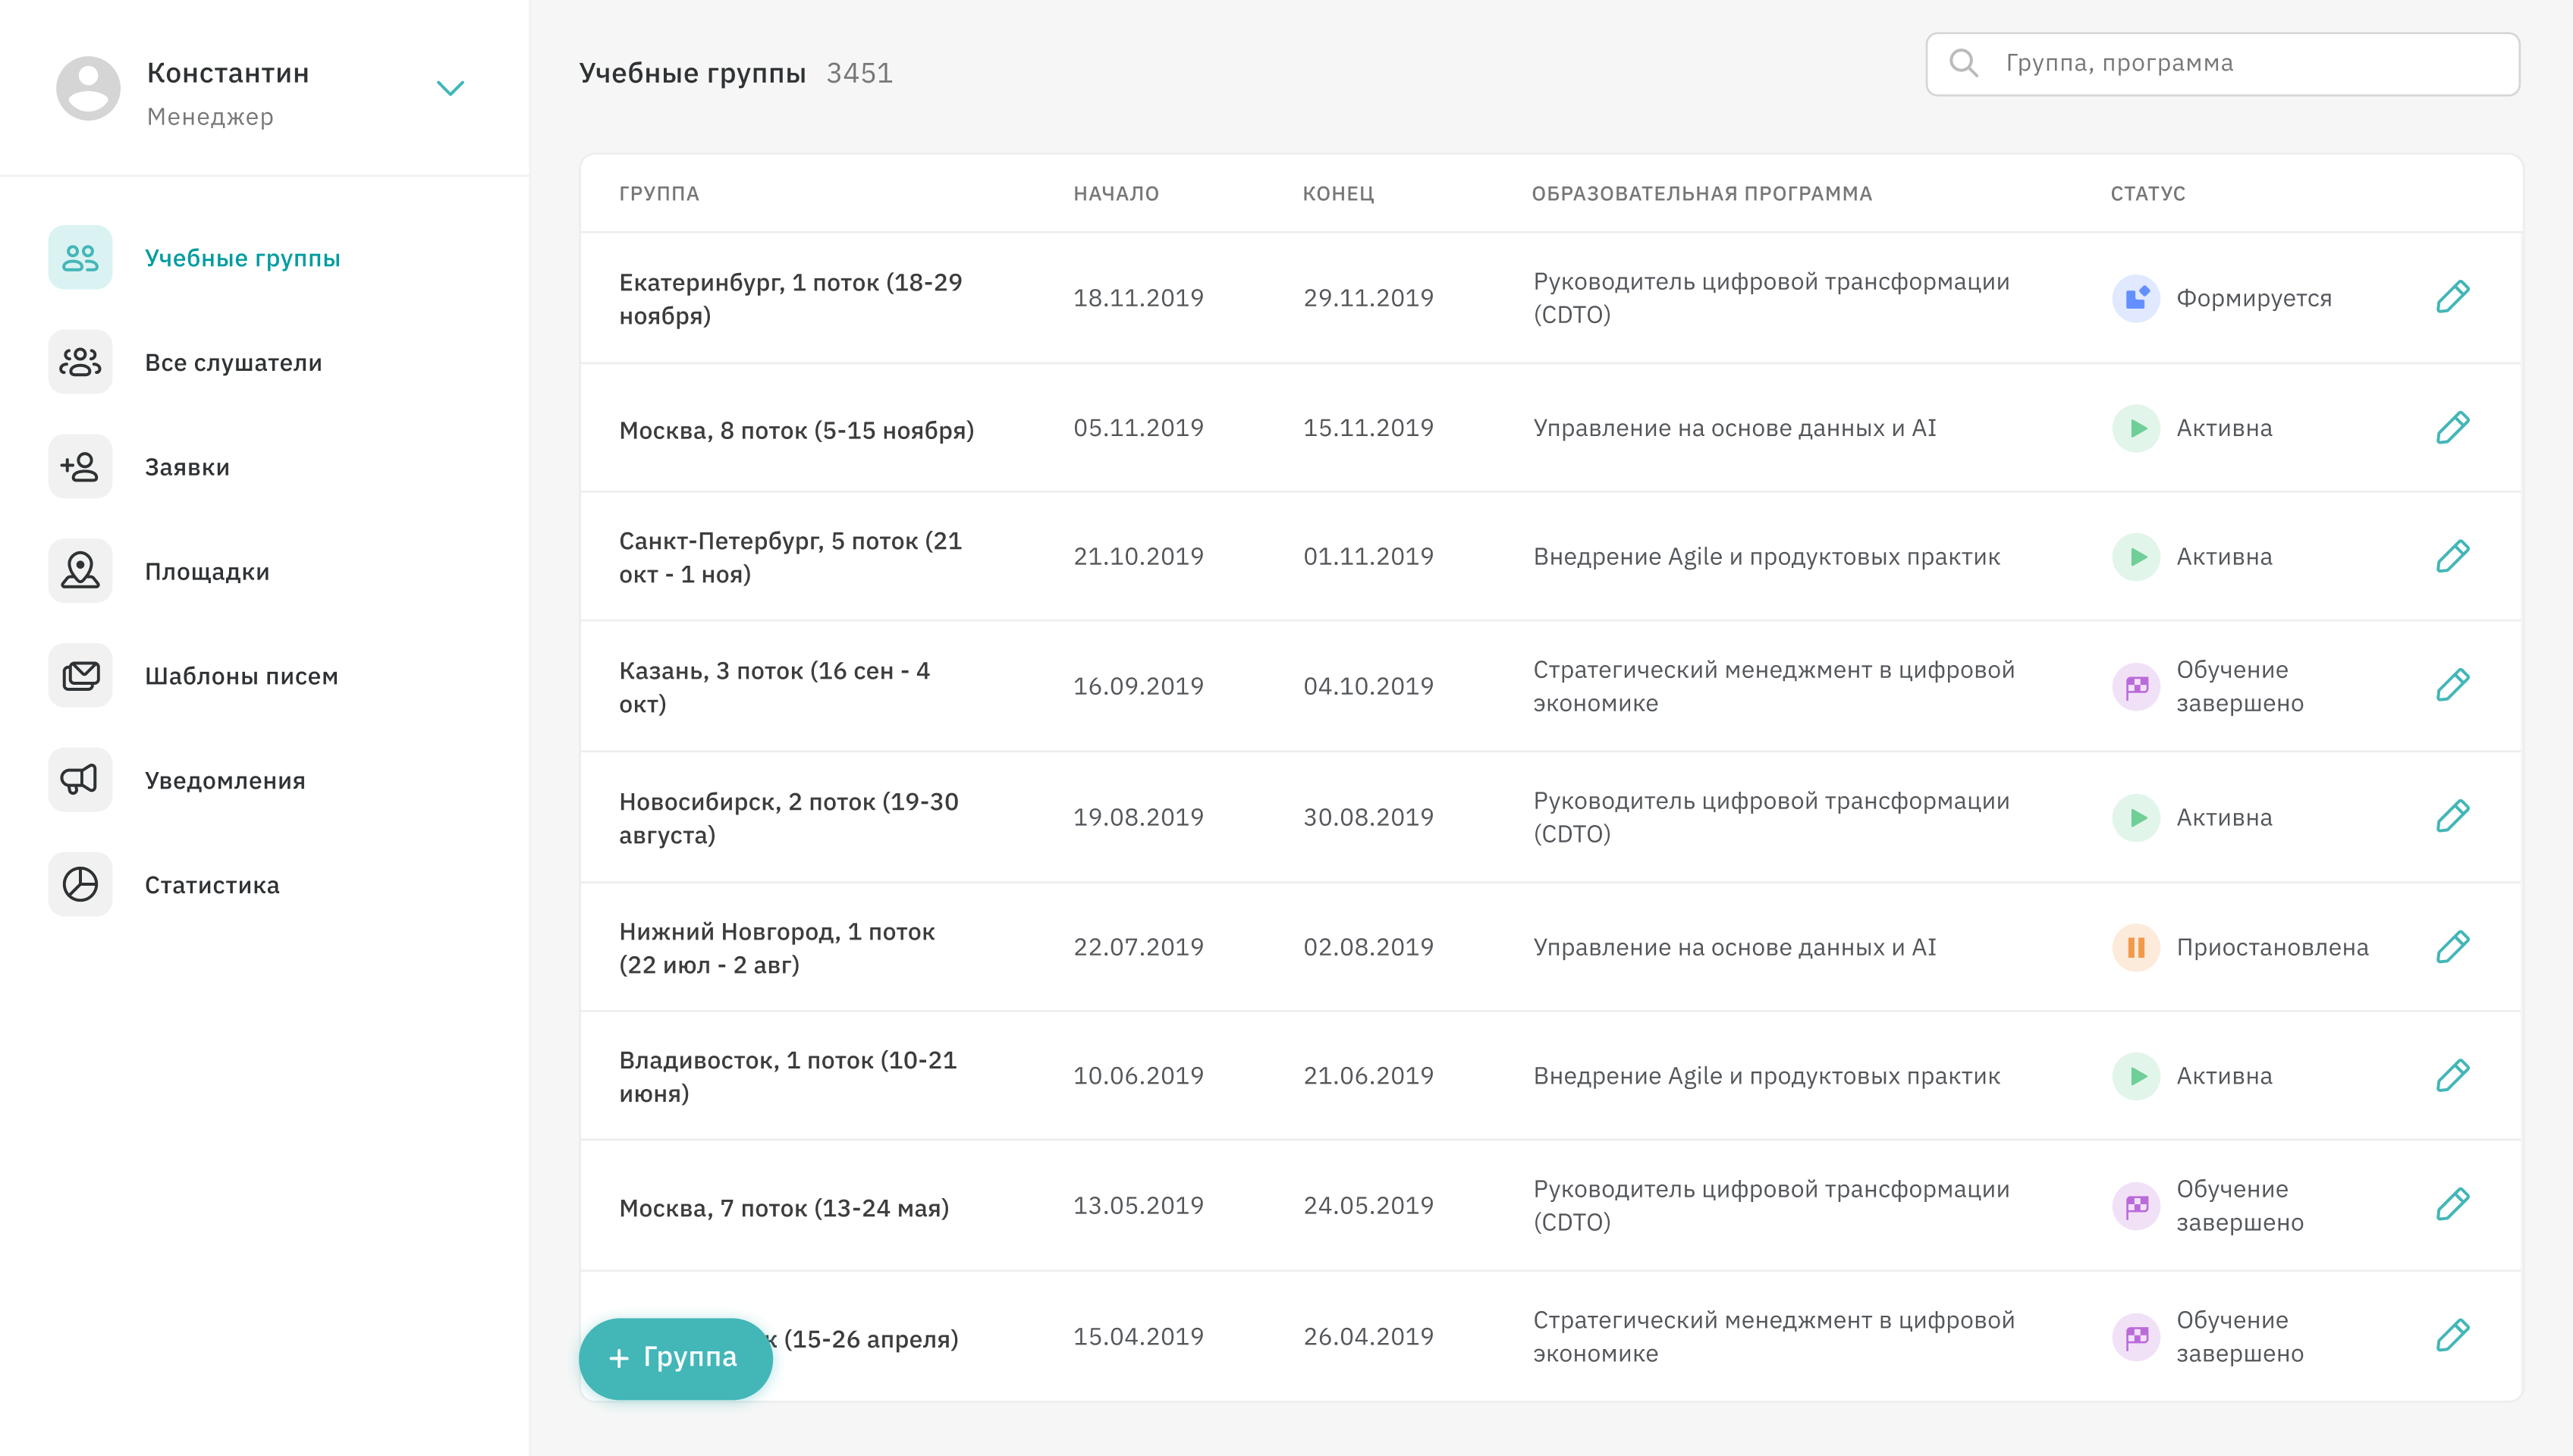 Константин
Менеджер
Учебные группы
Все слушатели
Заявки
Площадки
Шаблоны писем
Уведомления
Статистика
Учебные группы 3451
Группа, программа
ГРУППА НАЧАЛО КОНЕЦ ОБРАЗОВАТЕЛЬНАЯ ПРОГРАММА СТАТУС
Екатеринбург, 1 поток (18-29
ноября)
18.11.2019
29.11.2019
Руководитель цифровой трансформации
(CDTO)
Формируется
Москва, 8 поток (5-15 ноября)
05.11.2019
15.11.2019
Управление на основе данных и AI
Активна
Санкт-Петербург, 5 поток (21
окт - 1 ноя)
21.10.2019
01.11.2019
Внедрение Agile и продуктовых практик
Активна
Казань, 3 поток (16 сен - 4
окт)
16.09.2019
04.10.2019
Стратегический менеджмент в цифровой
экономике
Обучение
завершено
Новосибирск, 2 поток (19-30
августа)
19.08.2019
30.08.2019
Руководитель цифровой трансформации
(CDTO)
Активна
Нижний Новгород, 1 поток
(22 июл - 2 авг)
22.07.2019
02.08.2019
Управление на основе данных и AI
Приостановлена
Владивосток, 1 поток (10-21
июня)
10.06.2019
21.06.2019
Внедрение Agile и продуктовых практик
Активна
Москва, 7 поток (13-24 мая)
13.05.2019
24.05.2019
Руководитель цифровой трансформации
(CDTO)
Обучение
завершено
(15-26 апреля)
15.04.2019
26.04.2019
Стратегический менеджмент в цифровой
экономике
Обучение
завершено
+ Группа